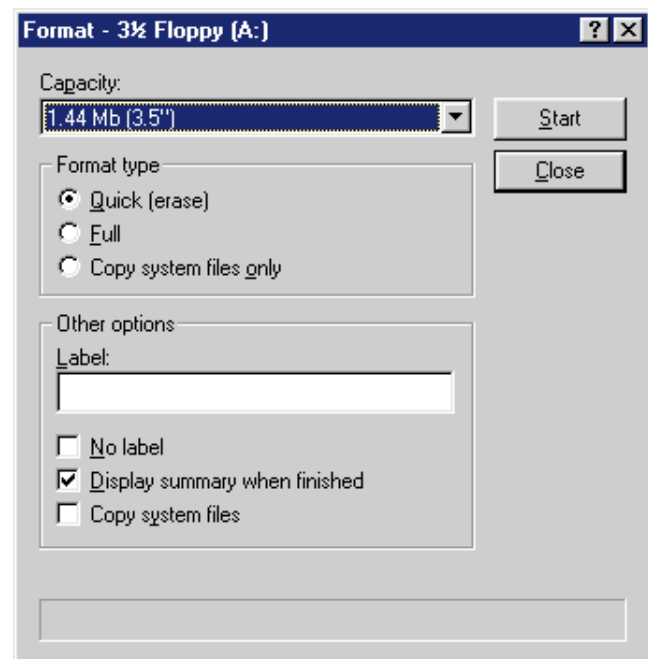 Format - 3½ Floppy (A:)
Capacity:
1.44 Mb (3.5")
Start
Format type
Close
Quick (erase)
Full
Copy system files only
Other options
Label:
No label
Display summary when finished
Copy system files